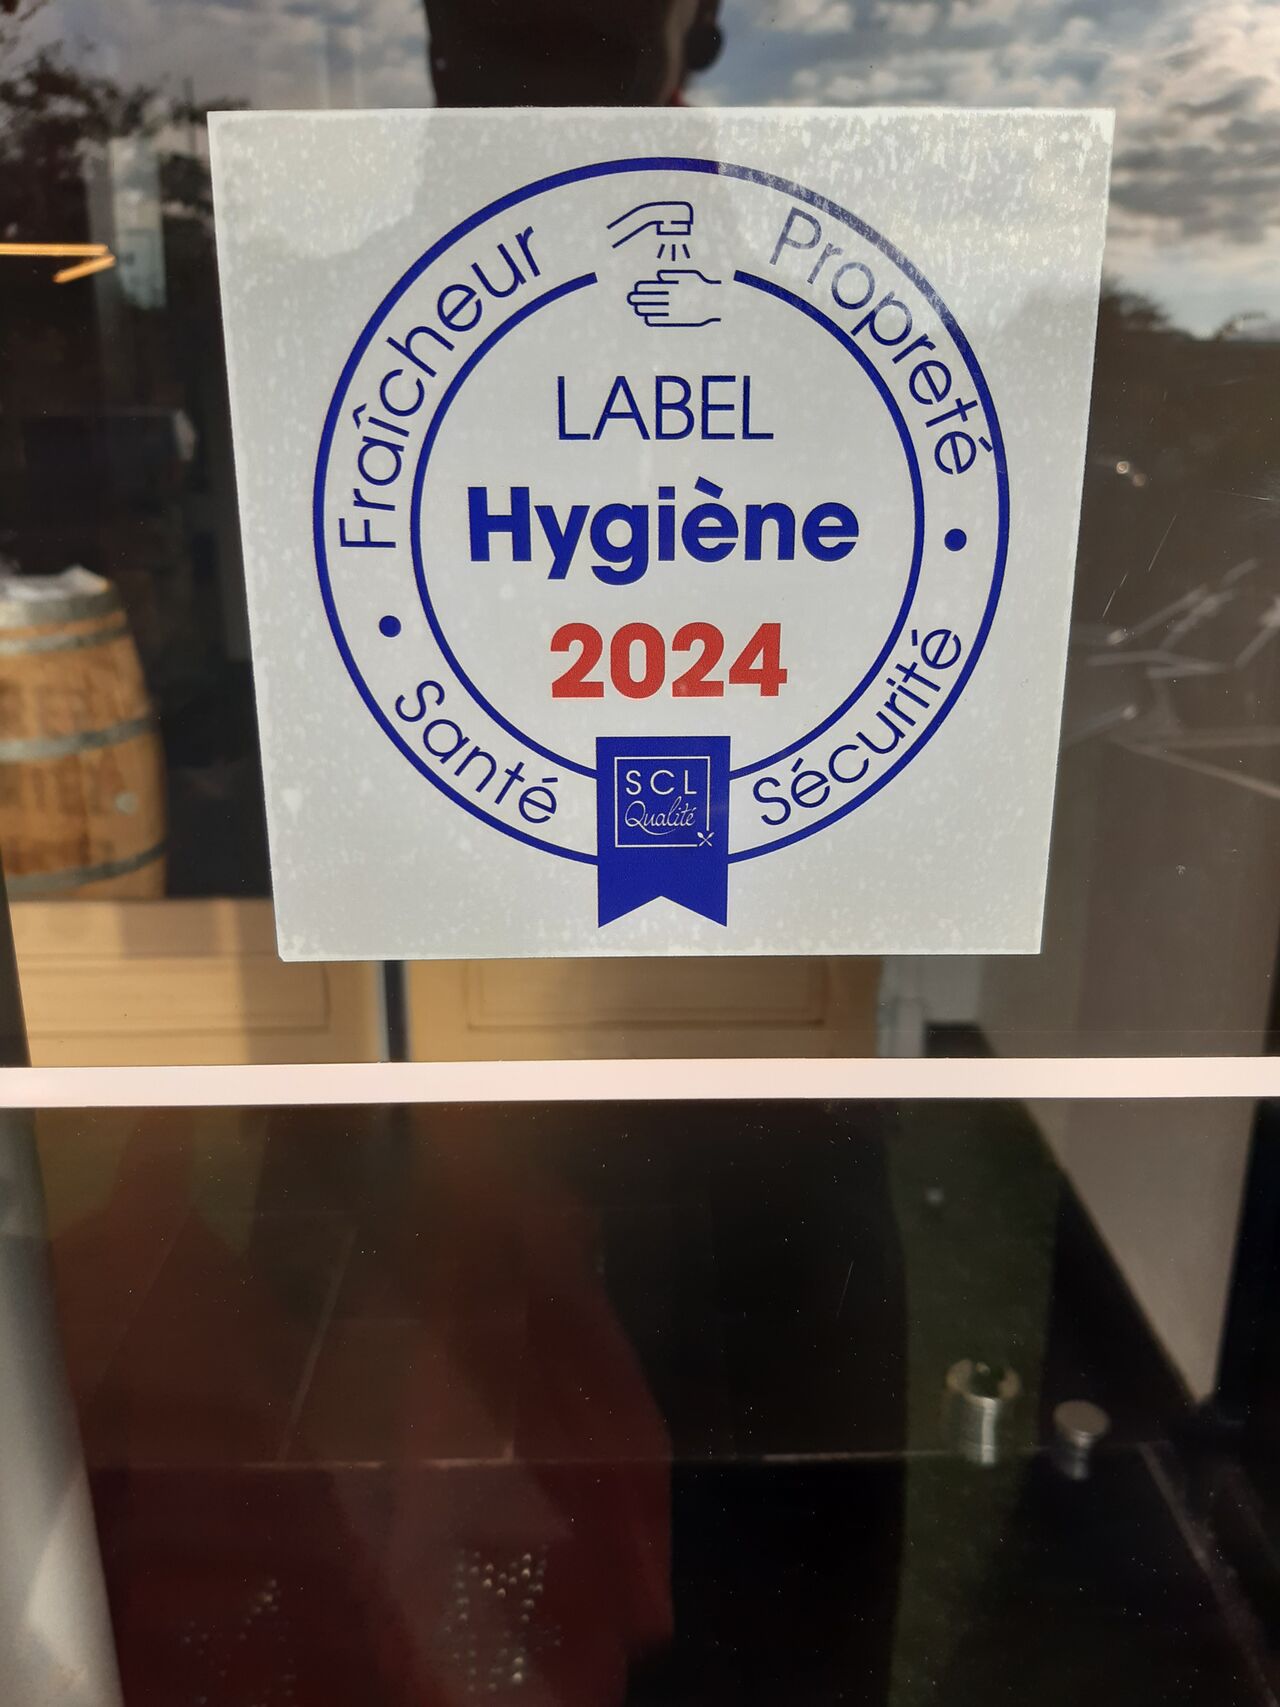 Fraîcheur
Propreté
LABEL
Hygiène
2024
Santé
Sécurité
SCL
Qualité